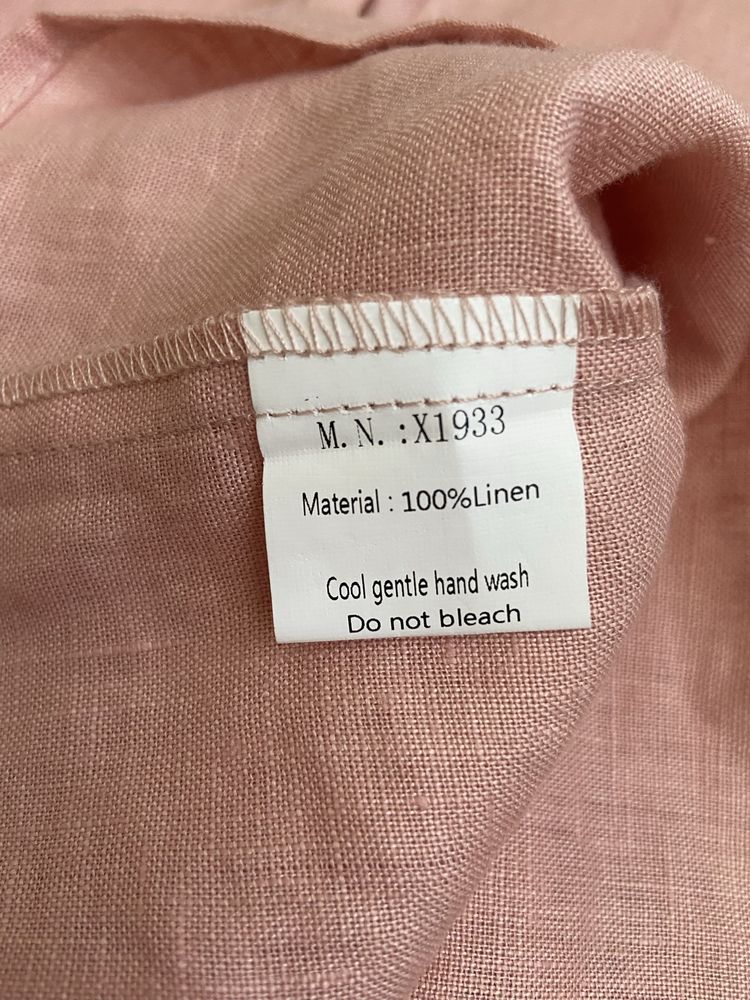 M.N.:X1933
Material : 100%Linen
Cool gentle hand wash
Do not bleach